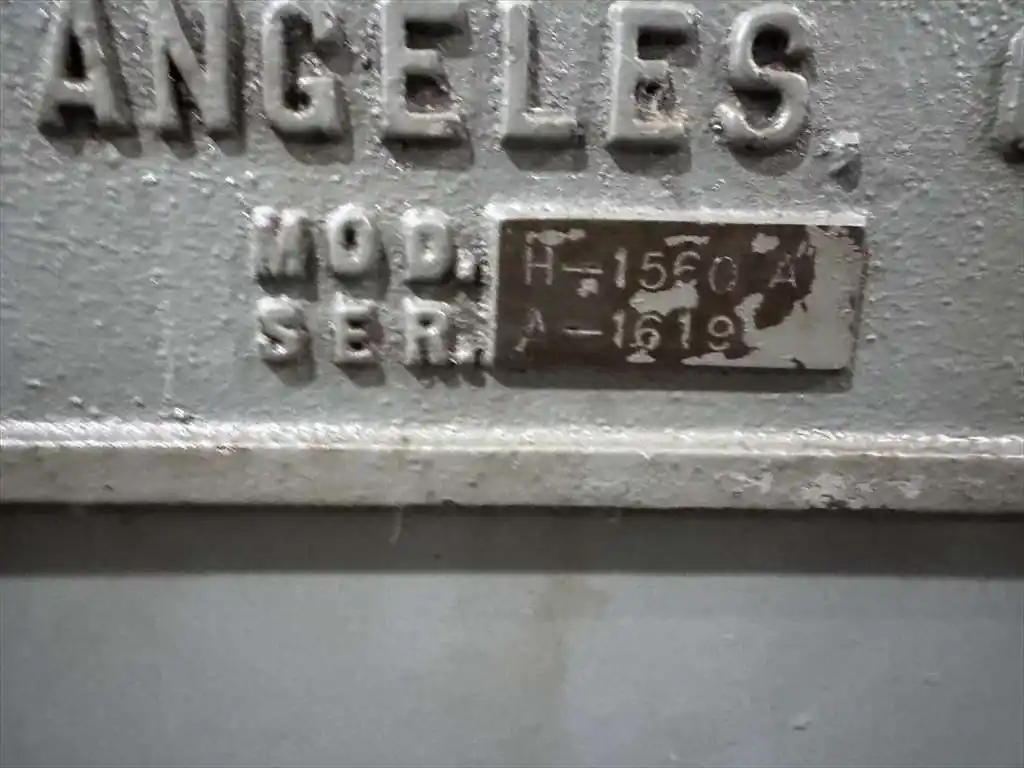 ANGELES.
MOD. H-1560 A
SER. A-1619